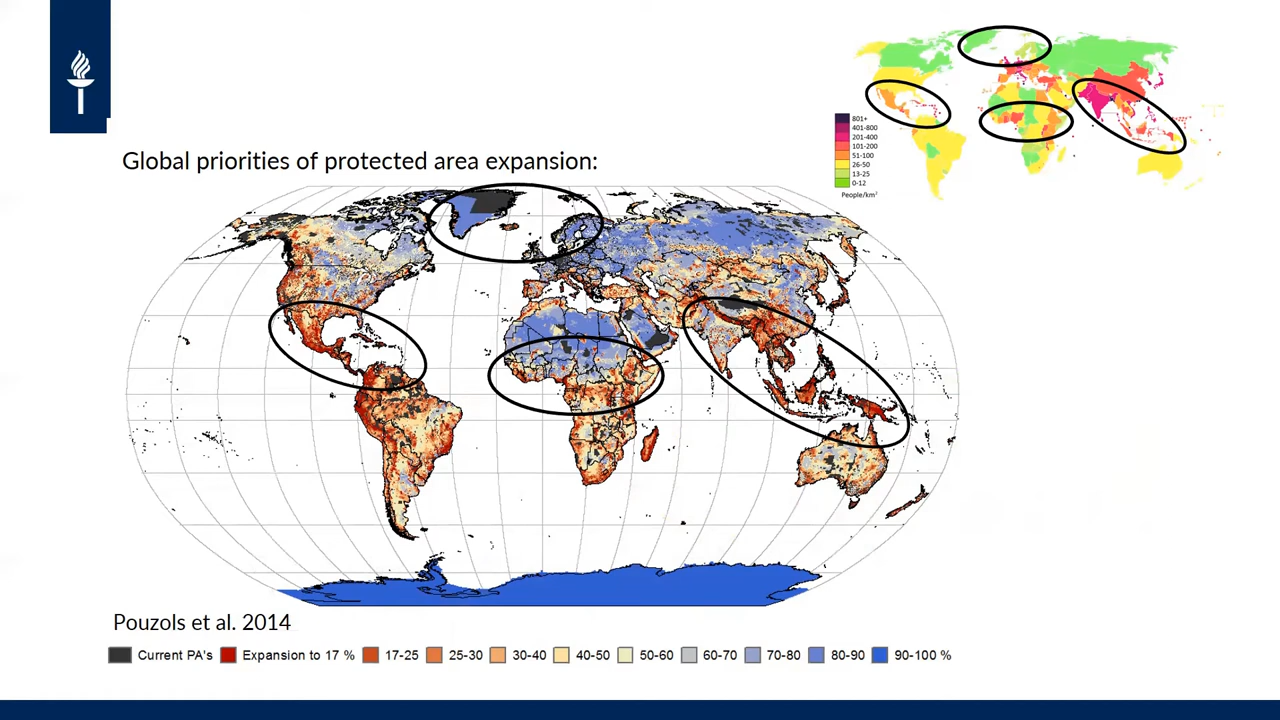 801+
401-800
201-400
101-200
51-100
26-50
13-25
0-12
People/km²
Global priorities of protected area expansion:
Pouzols et al. 2014
Current PA's Expansion to 17 % 17-25 25-30 30-40 40-50 50-60 60-70 70-80 80-90 90-100 %